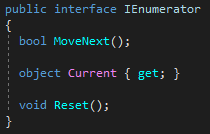 public interface IEnumerator
{
bool MoveNext();
object Current { get; }
void Reset();
}